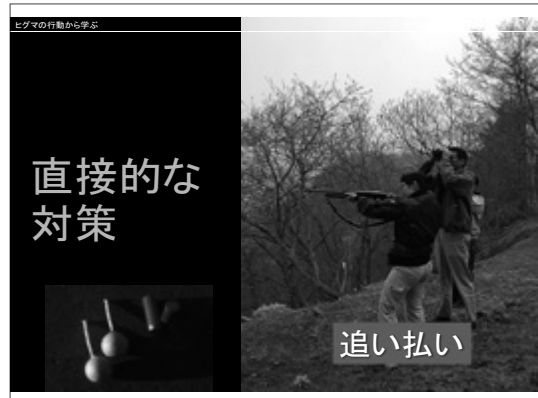 ヒグマの行動から学ぶ
直接的な
対策
追い払い